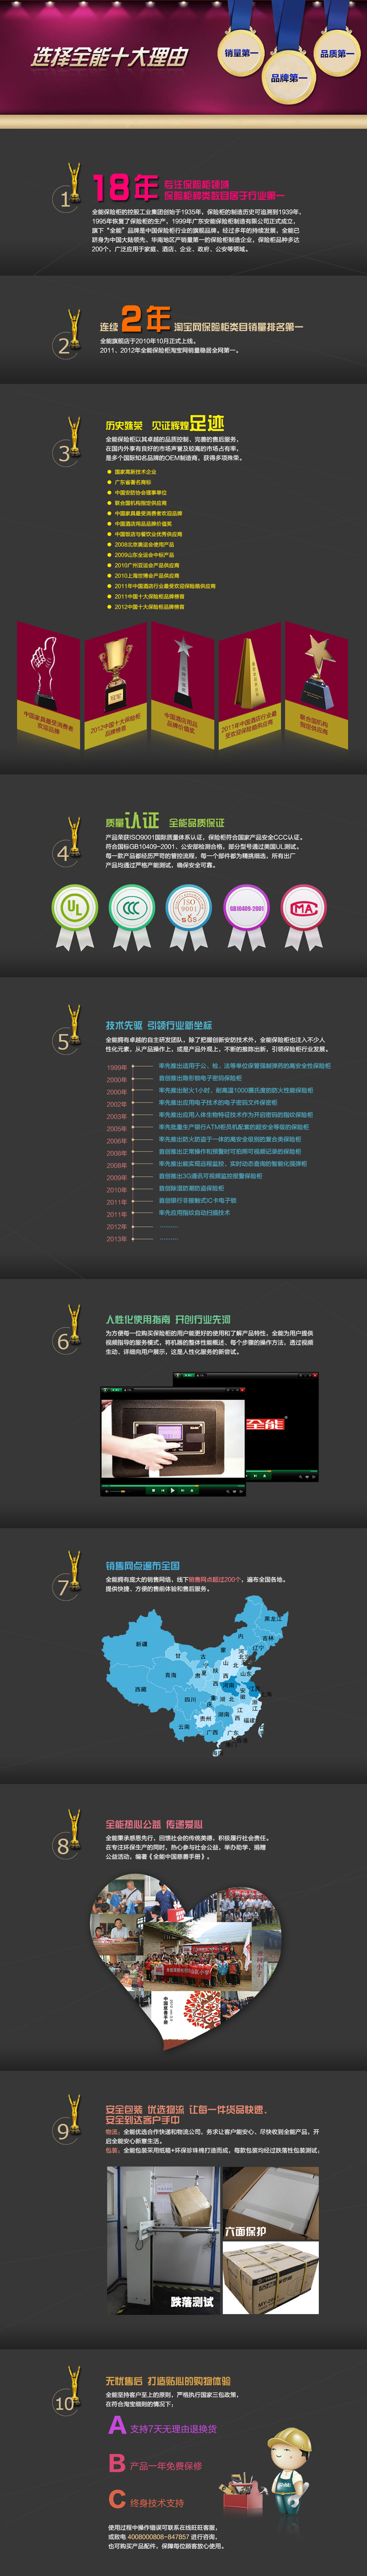 选择全能十大理由
销量第一
品牌第一
品质第一
1
18年 专注保险柜领域
保险柜种类数目居于行业第一
全能保险柜的控股工业集团创始于1935年，保险柜的制造历史可追溯到1939年，
1995年恢复了保险柜的生产，1999年广东安能保险柜制造有限公司正式成立，
旗下“全能”品牌是中国保险柜行业的旗舰品牌。经过多年的持续发展，全能已
跻身为中国大陆领先、华南地区产销量第一的保险柜制造企业，保险柜品种多达
200个，广泛应用于家庭、酒店、企业、政府、公安等领域。
2
连续2年 淘宝网保险柜类目销量排名第一
全能旗舰店于2010年10月正式上线。
2011、2012年全能保险柜淘宝网销量稳居全网第一。
3
历史殊荣 见证辉煌足迹
全能保险柜以其卓越的品质控制、完善的售后服务，
在国内外享有良好的市场声誉及较高的市场占有率，
是多个国际知名品牌的OEM制造商，获得多项殊荣。
国家高新技术企业
广东省著名商标
中国安防协会理事单位
联合国机构指定供应商
中国家具最受消费者欢迎品牌
中国酒店用品品牌价值奖
中国饭店与餐饮业优秀供应商
2008北京奥运会使用产品
2009山东全运会中标产品
2010广州亚运会产品供应商
2010上海世博会产品供应商
2011年中国酒店行业最受欢迎保险箱供应商
2011中国十大保险柜品牌榜首
2012中国十大保险柜品牌榜首
冠军
中国家具最受消费者
欢迎品牌
2012中国十大保险柜
品牌榜首
中国酒店用品
品牌价值奖
2011年中国酒店行业最
受欢迎保险箱供应商
联合国机构
指定供应商
4
质量认证 全能品质保证
产品荣获ISO9001国际质量体系认证，保险柜符合国家产品安全CCC认证。
符合国标GB10409-2001、公安部检测合格，部分型号通过美国UL认证。
每一款产品都经历严苛的管控流程，每一个部件都为精挑细选，所有出厂
产品均通过严格产能测试，确保安全可靠。
UL
CCC
ISO
9001
SGS
GB10409-2001
MA
5
技术先驱 引领行业新坐标
全能拥有卓越的自主研发团队，除了把握创新安防技术外，全能保险柜也注入不少人
性化元素，从产品操作上，或是产品外观上，不断的推陈出新，引领保险柜行业发展。
1999年 率先推出适用于公、检、法等单位保管强制弹药的高安全性保险柜
2000年 首创推出隐形锁电子密码保险柜
2000年 率先推出耐火1小时、耐高温1000摄氏度的防火性能保险柜
2002年 率先推出应用电子技术的电子密码文件保密柜
2003年 率先推出应用人体生物特征技术作为开启密码的指纹保险柜
2005年 率先批量生产银行ATM柜员机配套的超安全等级的保险柜
2006年 率先推出防火防盗于一体的高安全级别的复合类保险柜
2006年 首创推出正常操作和预警时可拍照可视频记录的保险柜
2008年 率先推出能实现远程监控、实时动态查询的智能化强弹柜
2009年 首创推出3G通讯可视频监控报警保险柜
2010年 首创除湿防潮防盗保险柜
2011年 首创银行非接触式IC卡电子锁
2011年 率先应用指纹自动扫描技术
2012年 ………
2013年 ………
6
人性化使用指南 开创行业先河
为方便每一位购买保险柜的用户能更好的使用和了解产品特性，全能为用户提供
视频指导的服务模式，将机器的整体性能概述、每个步骤的操作方法，透过视频
生动、详细向用户展示，这是人性化服务的新尝试。
全能
7
销售网点遍布全国
全能拥有庞大的销售网络，线下销售网点超过200个，遍布全国各地。
提供快捷、方便的售前体验和售后服务。
黑龙江
吉林
辽宁
内
蒙
古
新疆
甘
肃
宁
夏
青海
西藏
陕
西
山
西
河
北
山东
河南
安
徽
湖北
四川
重
庆
贵州
湖南
江
西
浙
江
福建
云南
广西
广东
8
全能热心公益 传递爱心
全能秉承感恩先行，回馈社会的传统美德，积极履行社会责任。
在专注环保生产的同时，热心参与社会公益，举办助学、捐赠
公益活动，编著《全能中国慈善手册》。
中国慈善手册
9
安全包装 优选物流 让每一件货品快速、
安全到达客户手中
物流：全能优选合作快递和物流公司，务求让客户能安心、尽快收到全能产品，开
启全能安心新意生活。
包装：全能包装采用纸箱+环保珍珠棉打造而成，每款包装均经过跌落性包装测试；
跌落测试
六面保护
10
无忧售后 打造贴心的购物体验
全能坚持客户至上的原则，严格执行国家三包政策，
在符合淘宝细则的情况下：
A 支持7天无理由退换货
B 产品一年免费保修
C 终身技术支持
使用过程中操作错误可联系在线旺旺客服，
或致电 4008000808-847857 进行咨询，
也可购买产品配件，保障每位顾客放心使用。